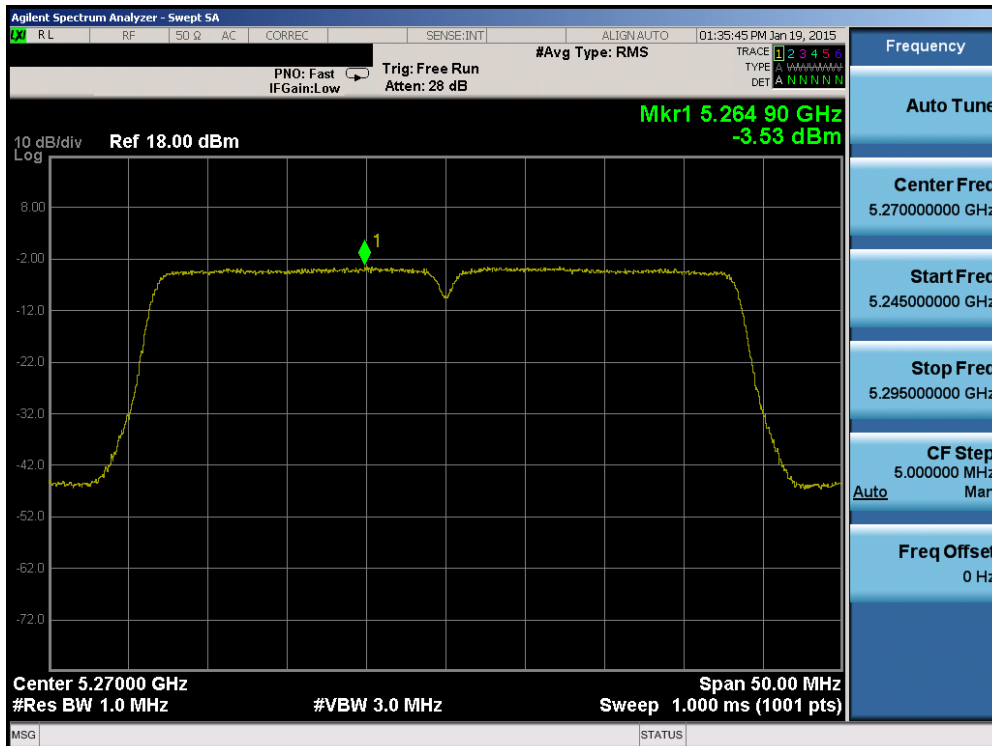 Agilent Spectrum Analyzer - Swept SA
LXI RL RF 50 Ω AC CORREC SENSE:INT ALIGN AUTO 01:35:45 PM Jan 19, 2015
#Avg Type: RMS
TRACE 1 2 3 4 5 6
PNO: Fast Trig: Free Run
TYPE A WWWWW
IFGain:Low Atten: 28 dB
DET A N N N N N
Mkr1 5.264 90 GHz
-3.53 dBm
10 dB/div Ref 18.00 dBm
Log
1
8.00
-2.00
-12.0
-22.0
-32.0
-42.0
-52.0
-62.0
-72.0
Center 5.27000 GHz Span 50.00 MHz
#Res BW 1.0 MHz #VBW 3.0 MHz Sweep 1.000 ms (1001 pts)
MSG STATUS
Frequency
Auto Tune
Center Freq
5.270000000 GHz
Start Freq
5.245000000 GHz
Stop Freq
5.295000000 GHz
CF Step
5.000000 MHz
Auto Man
Freq Offset
0 Hz